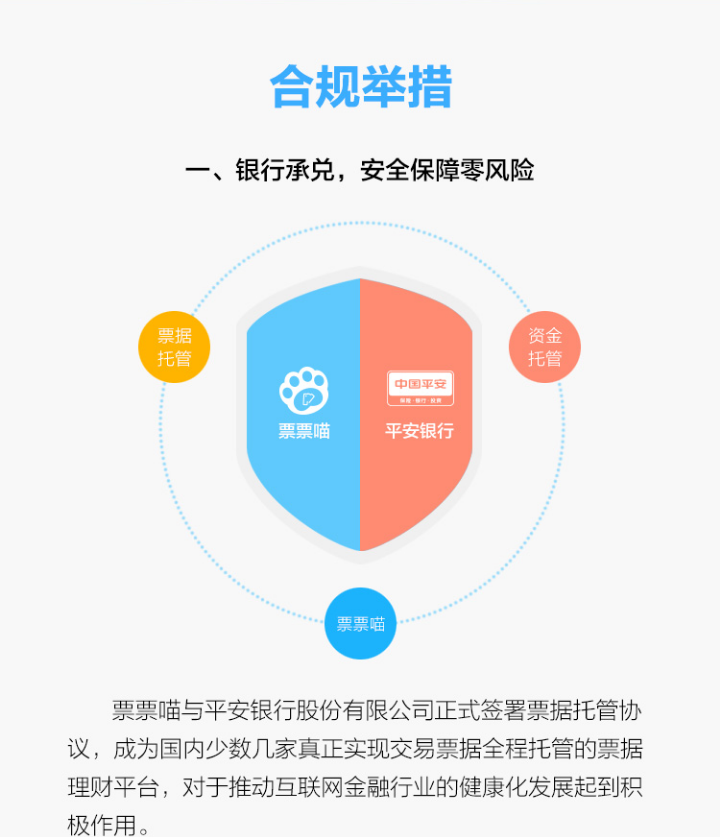 合规举措
一、银行承兑，安全保障零风险
票据
托管
资金
托管
中国平安
保险·银行·投资
票票喵
平安银行
票票喵
票票喵与平安银行股份有限公司正式签署票据托管协
议，成为国内少数几家真正实现交易票据全程托管的票据
理财平台，对于推动互联网金融行业的健康化发展起到积
极作用。